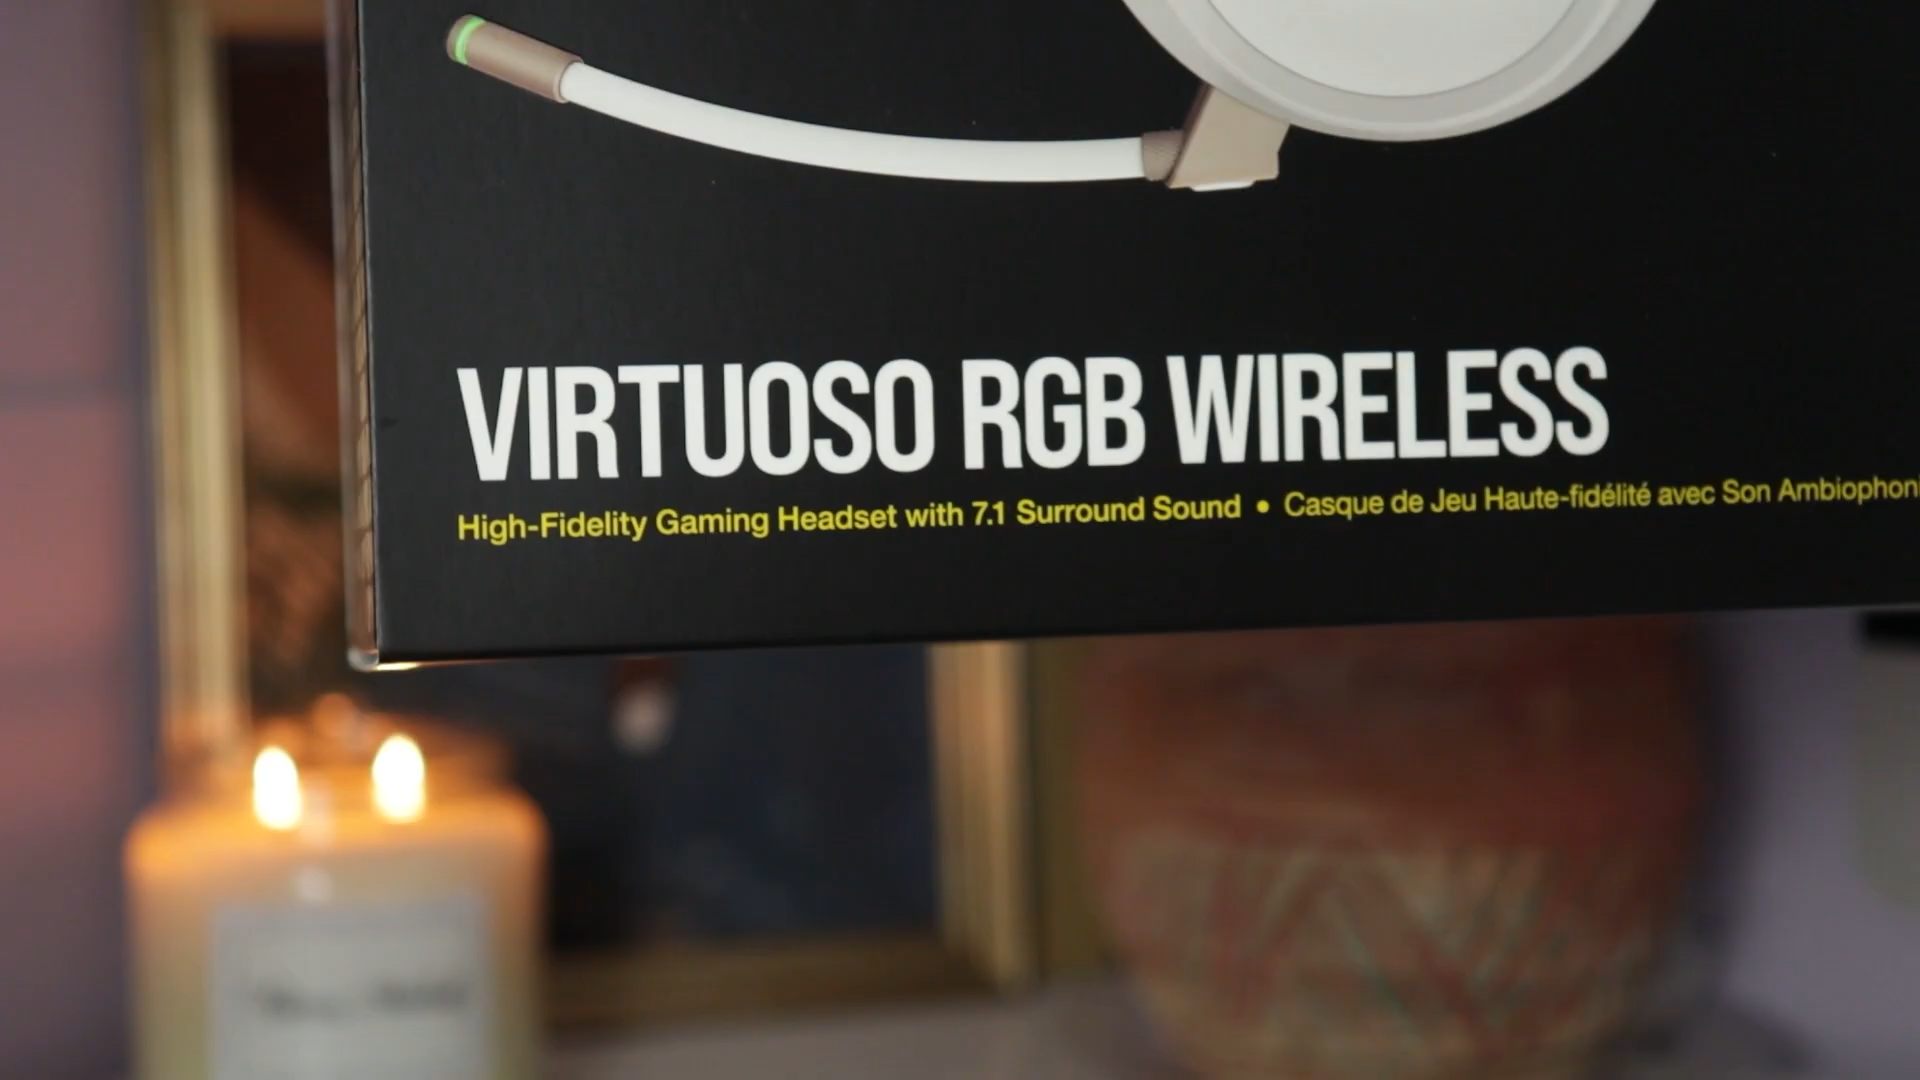 VIRTUOSO RGB WIRELESS
High-Fidelity Gaming Headset with 7.1 Surround Sound • Casque de Jeu Haute-fidélité avec Son Ambiophoni